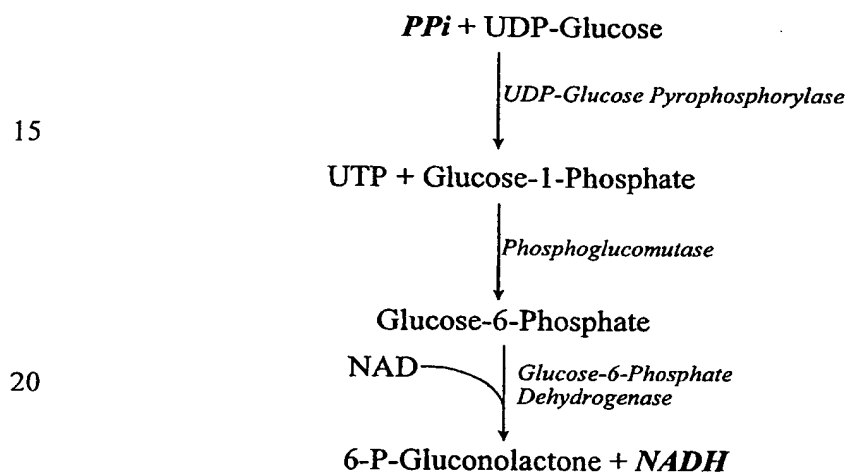 PPi + UDP-Glucose
UDP-Glucose Pyrophosphorylase
15
UTP + Glucose-1-Phosphate
Phosphoglucomutase
Glucose-6-Phosphate
NAD
Glucose-6-Phosphate
20
Dehydrogenase
6-P-Gluconolactone + NADH